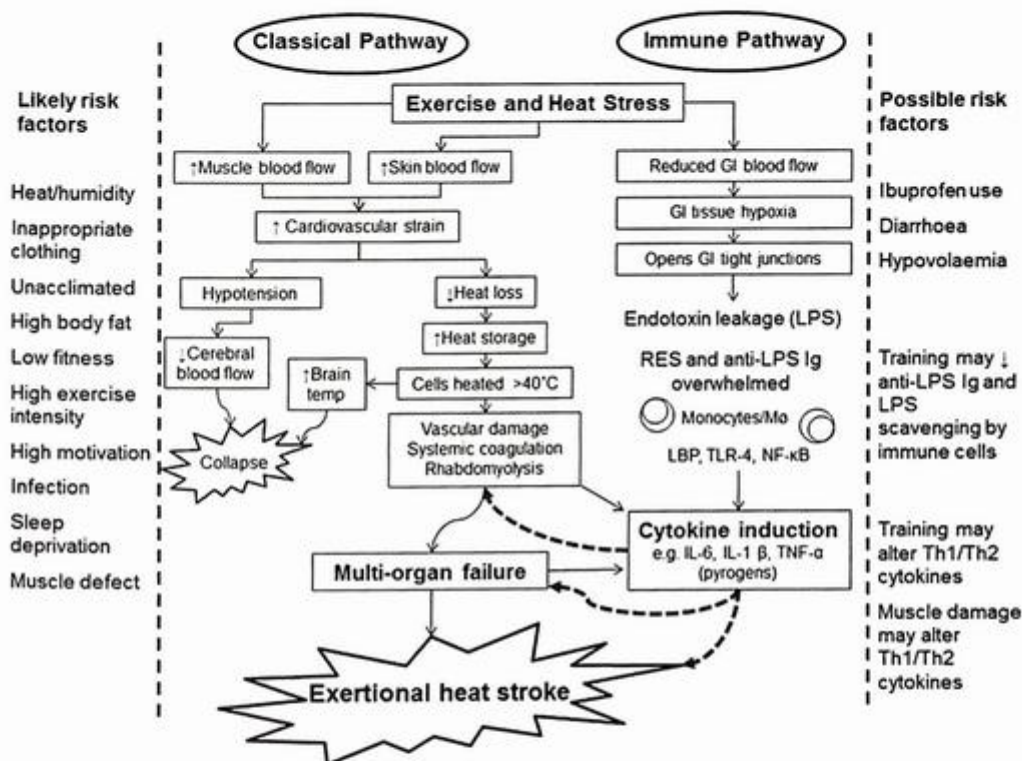 Classical Pathway
Immune Pathway
Likely risk
factors
Exercise and Heat Stress
Possible risk
factors
↑Muscle blood flow
↑Skin blood flow
Reduced GI blood flow
Heat/humidity
Ibuprofen use
GI tissue hypoxia
Inappropriate
clothing
↑ Cardiovascular strain
Diarrhoea
Opens GI tight junctions
Hypovolaemia
Unacclimated
Hypotension
↓Heat loss
Endotoxin leakage (LPS)
High body fat
↑Heat storage
Low fitness
↓Cerebral
blood flow
↑Brain
temp
Cells heated >40°C
RES and anti-LPS Ig
overwhelmed
Training may ↓
anti-LPS Ig and
LPS
scavenging by
immune cells
High exercise
intensity
Monocytes/Mø
Vascular damage
Systemic coagulation
Rhabdomyolysis
High motivation
Collapse
LBP, TLR-4, NF-κB
Infection
Sleep
deprivation
Cytokine induction
e.g. IL-6, IL-1 β, TNF-α
(pyrogens)
Training may
alter Th1/Th2
cytokines
Muscle defect
Multi-organ failure
Muscle damage
may alter
Th1/Th2
cytokines
Exertional heat stroke